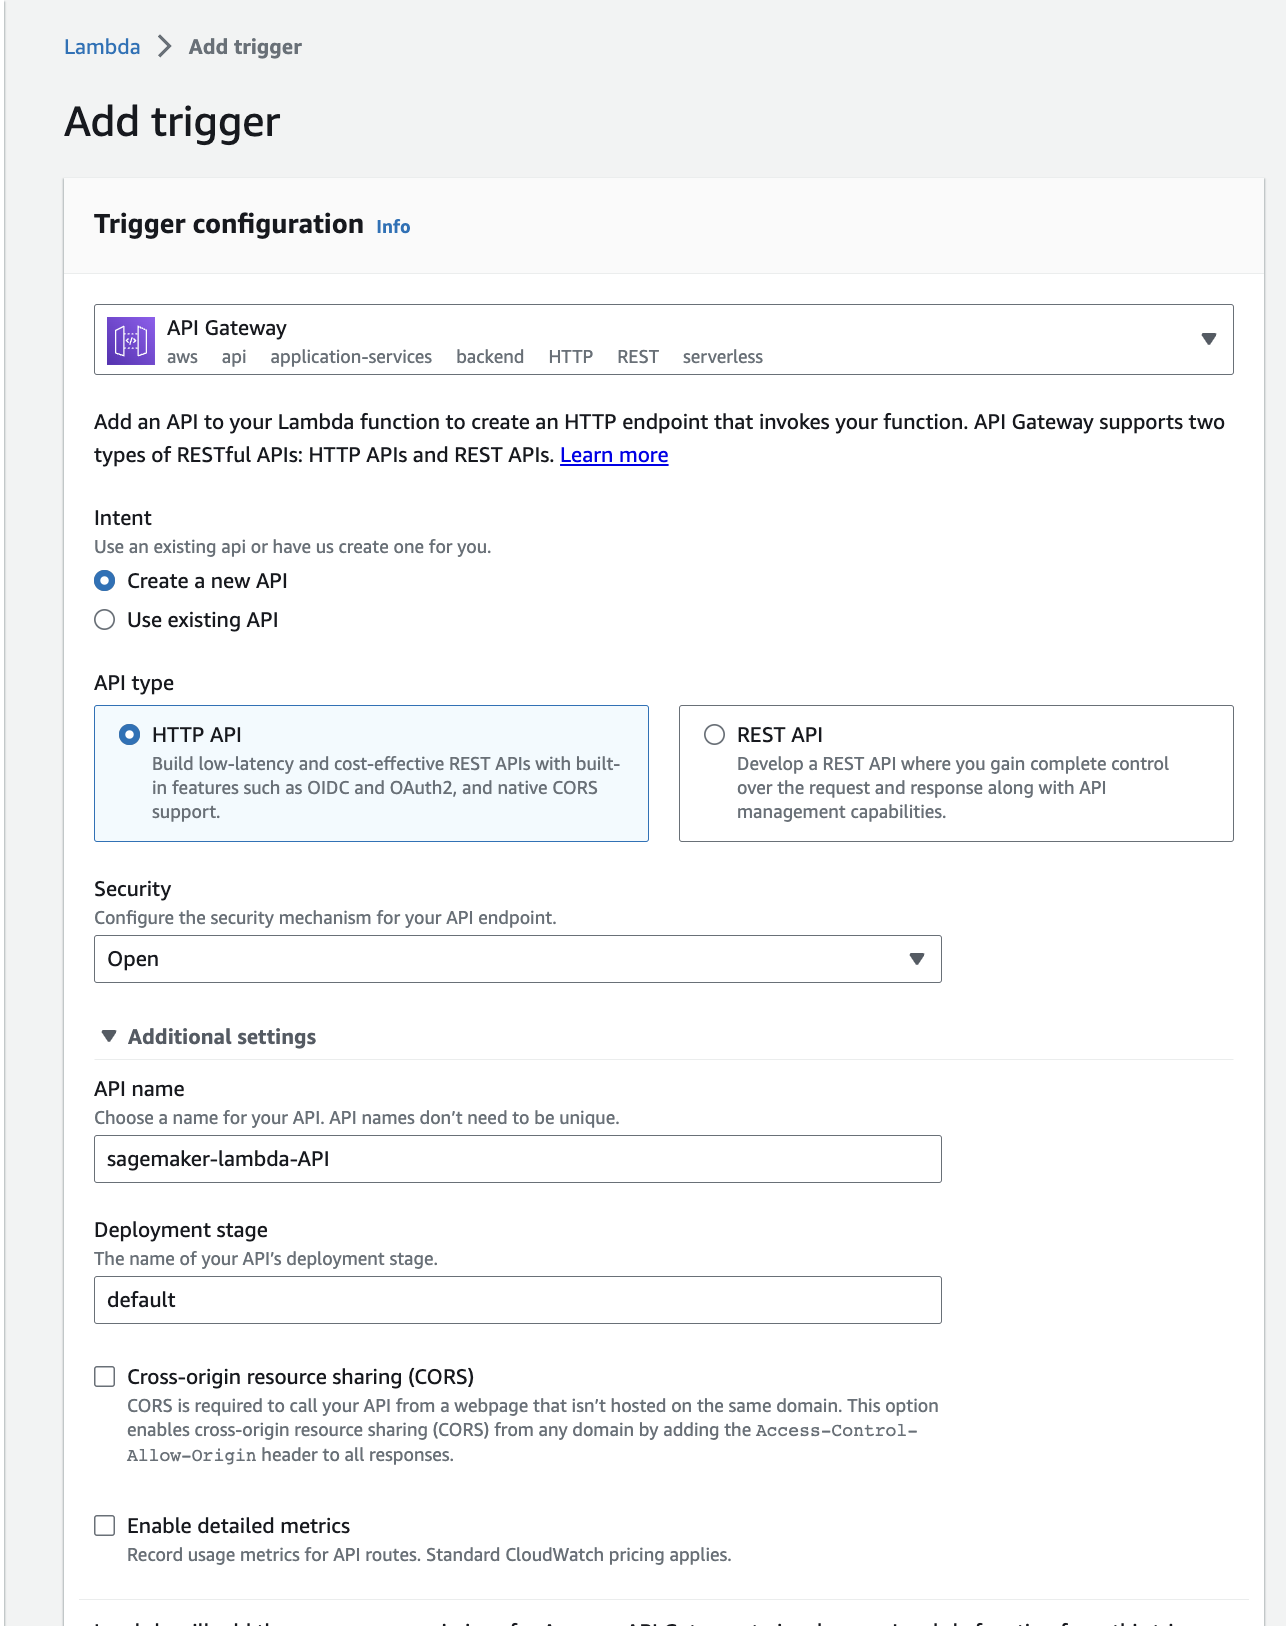 Lambda > Add trigger
Add trigger
Trigger configuration Info
API Gateway
aws api application-services backend HTTP REST serverless
Add an API to your Lambda function to create an HTTP endpoint that invokes your function. API Gateway supports two
types of RESTful APIs: HTTP APIs and REST APIs. Learn more
Intent
Use an existing api or have us create one for you.
Create a new API
Use existing API
API type
HTTP API
Build low-latency and cost-effective REST APIs with built-
in features such as OIDC and OAuth2, and native CORS
support.
REST API
Develop a REST API where you gain complete control
over the request and response along with API
management capabilities.
Security
Configure the security mechanism for your API endpoint.
Open
Additional settings
API name
Choose a name for your API. API names don’t need to be unique.
sagemaker-lambda-API
Deployment stage
The name of your API’s deployment stage.
default
Cross-origin resource sharing (CORS)
CORS is required to call your API from a webpage that isn’t hosted on the same domain. This option
enables cross-origin resource sharing (CORS) from any domain by adding the Access-Control-
Allow-Origin header to all responses.
Enable detailed metrics
Record usage metrics for API routes. Standard CloudWatch pricing applies.